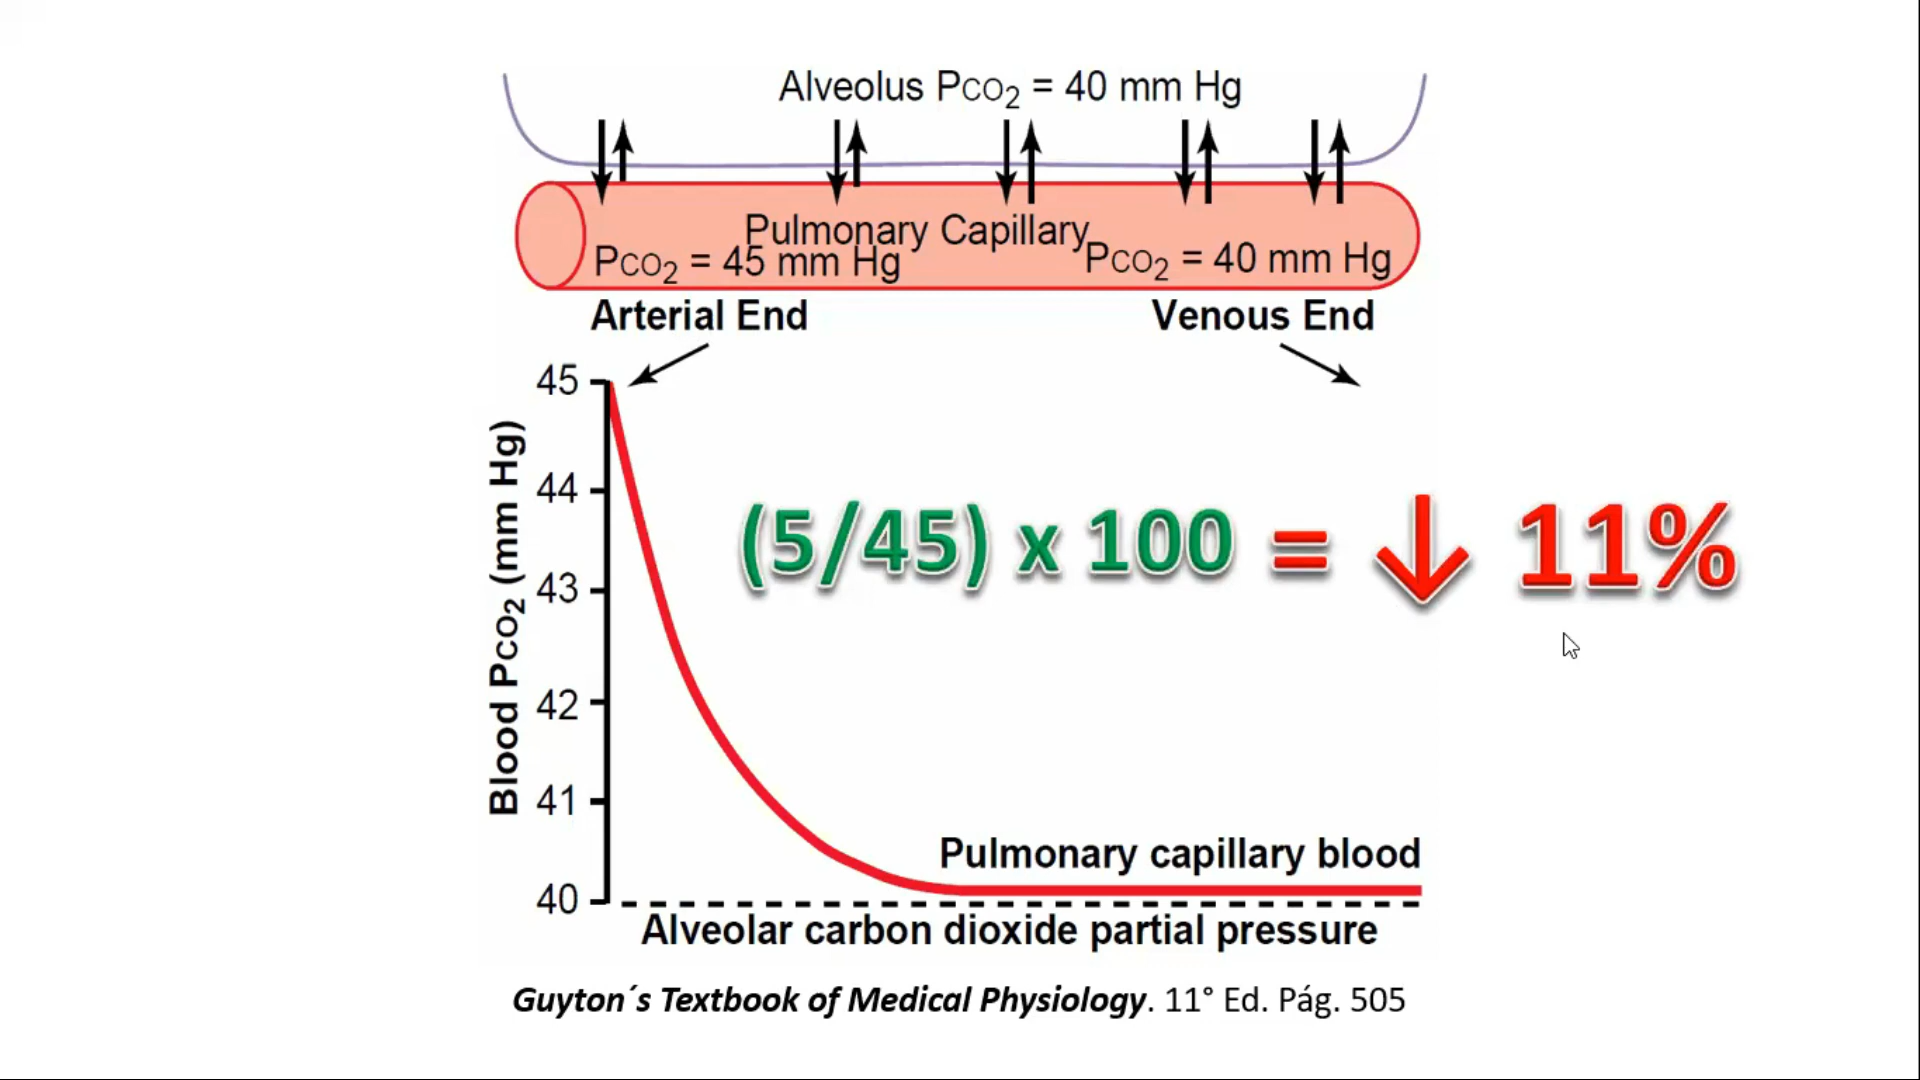 Alveolus PCO₂ = 40 mm Hg
Pulmonary Capillary
PCO₂ = 45 mm Hg
PCO₂ = 40 mm Hg
Arterial End
Venous End
45
44
43
42
41
40
Blood PCO₂ (mm Hg)
(5/45) x 100 = ↓ 11%
Pulmonary capillary blood
Alveolar carbon dioxide partial pressure
Guyton´s Textbook of Medical Physiology. 11° Ed. Pág. 505